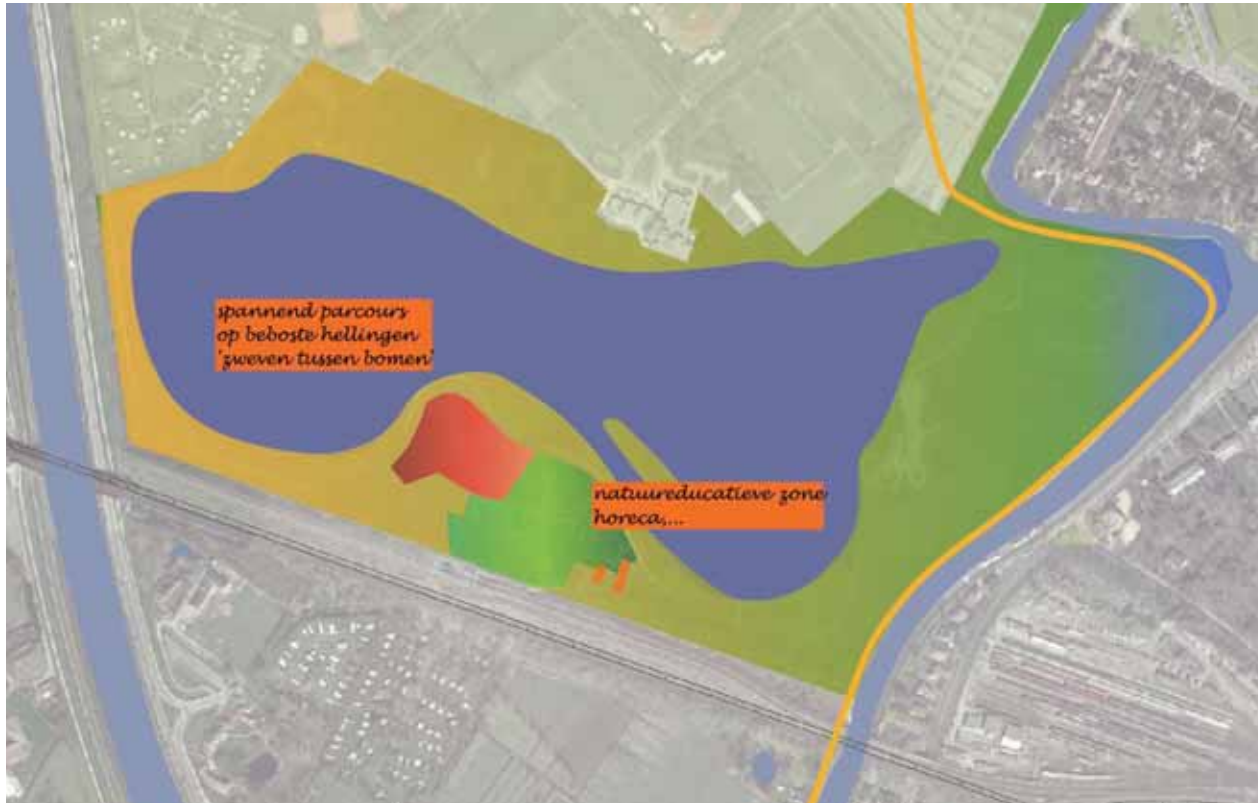 spannend parcours
op beboste hellingen
'zweven tussen bomen'
natuureducatieve zone
horeca,...